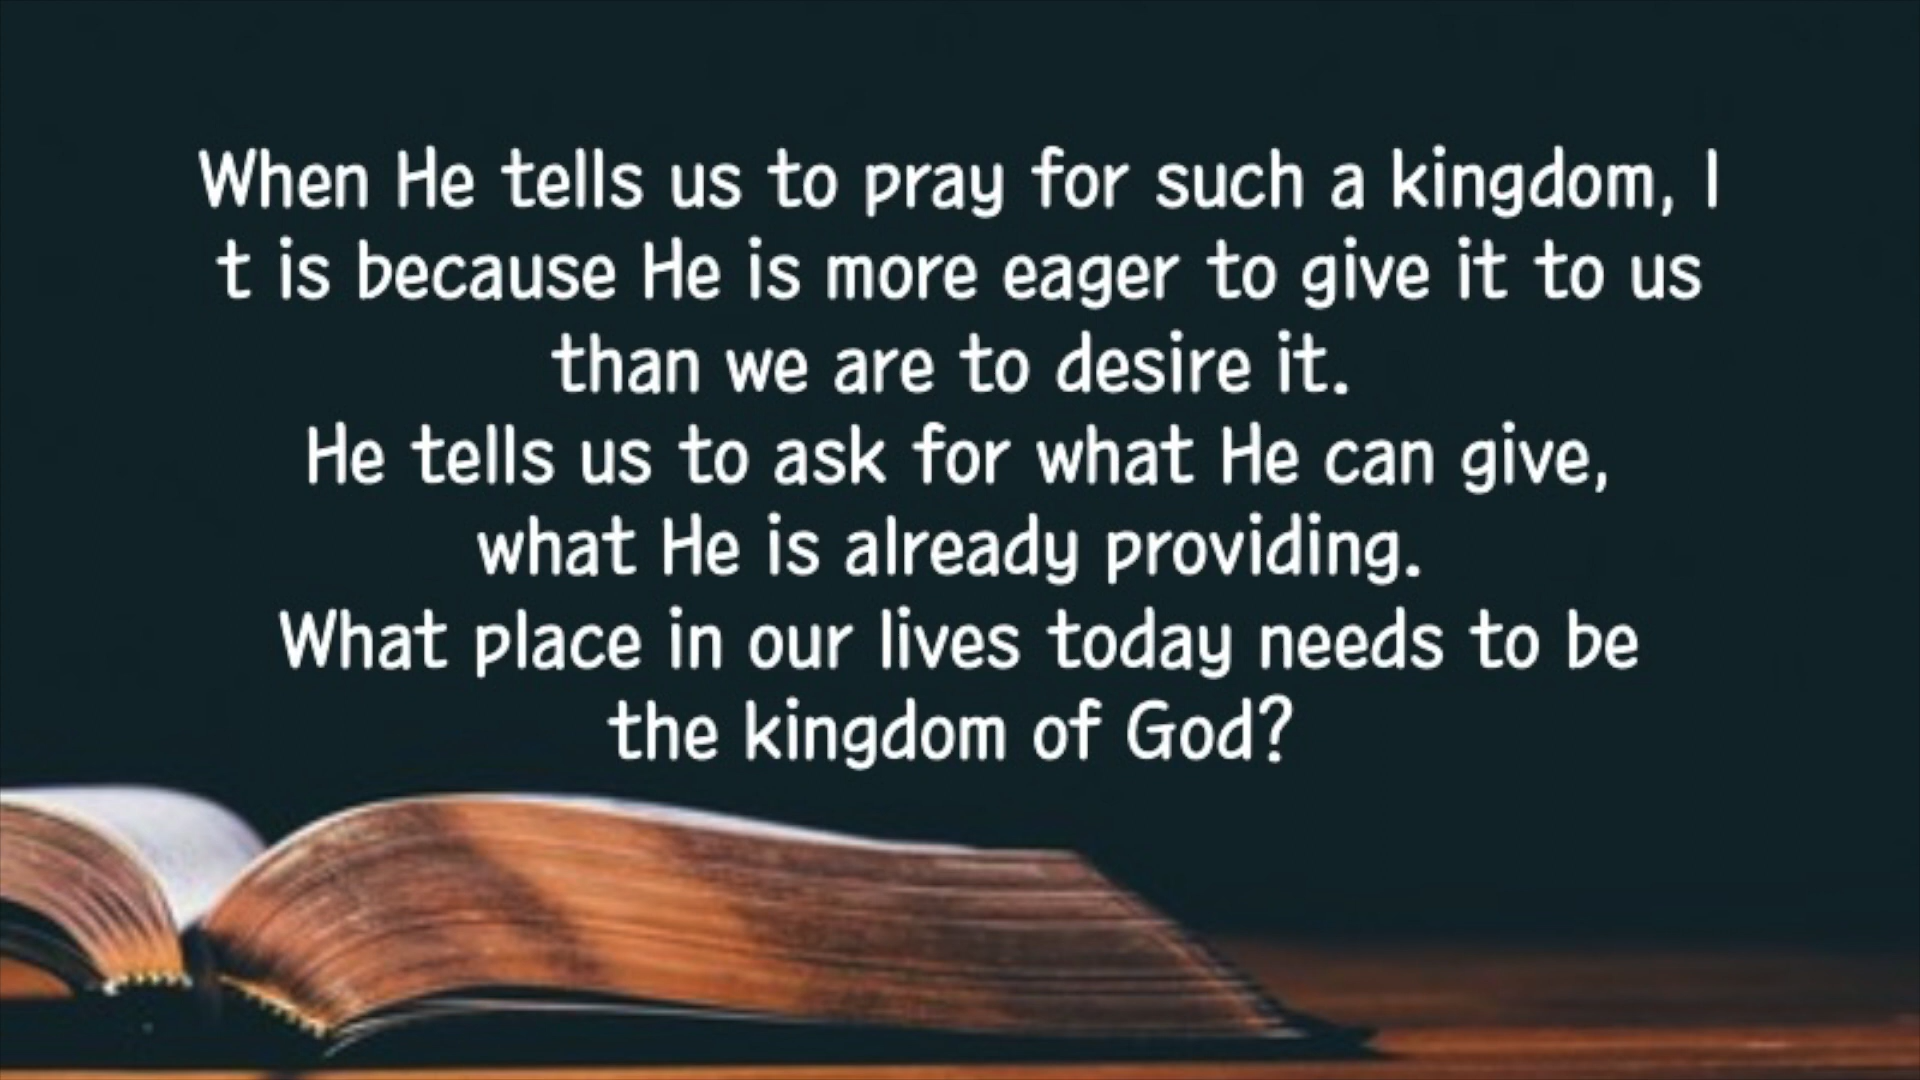 When He tells us to pray for such a kingdom, I
t is because He is more eager to give it to us
than we are to desire it.
He tells us to ask for what He can give,
what He is already providing.
What place in our lives today needs to be
the kingdom of God?